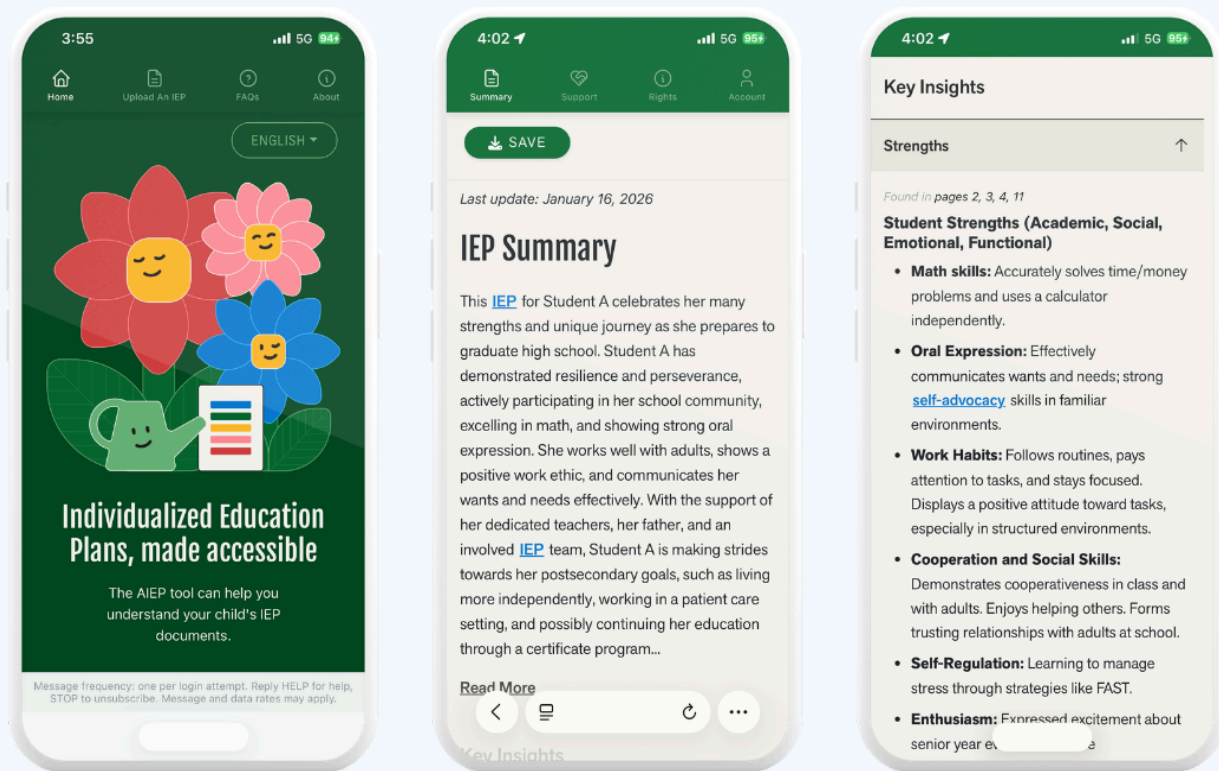 3:55
5G 94
Home
Upload An IEP
FAQs
About
ENGLISH
Individualized Education
Plans, made accessible
The AIEP tool can help you
understand your child's IEP
documents.
Message frequency: one per login attempt. Reply HELP for help,
STOP to unsubscribe. Message and data rates may apply.
4:02
5G 95
Summary
Support
Rights
Account
SAVE
Last update: January 16, 2026
IEP Summary
This IEP for Student A celebrates her many
strengths and unique journey as she prepares to
graduate high school. Student A has
demonstrated resilience and perseverance,
actively participating in her school community,
excelling in math, and showing strong oral
expression. She works well with adults, shows a
positive work ethic, and communicates her
wants and needs effectively. With the support of
her dedicated teachers, her father, and an
involved IEP team, Student A is making strides
towards her postsecondary goals, such as living
more independently, working in a patient care
setting, and possibly continuing her education
through a certificate program...
Read More
Key Insights
4:02
5G 95
Key Insights
Strengths
Found in pages 2, 3, 4, 11
Student Strengths (Academic, Social,
Emotional, Functional)
• Math skills: Accurately solves time/money
problems and uses a calculator
independently.
• Oral Expression: Effectively
communicates wants and needs; strong
self-advocacy skills in familiar
environments.
• Work Habits: Follows routines, pays
attention to tasks, and stays focused.
Displays a positive attitude toward tasks,
especially in structured environments.
• Cooperation and Social Skills:
Demonstrates cooperativeness in class and
with adults. Enjoys helping others. Forms
trusting relationships with adults at school.
• Self-Regulation: Learning to manage
stress through strategies like FAST.
• Enthusiasm: Expressed excitement about
senior year